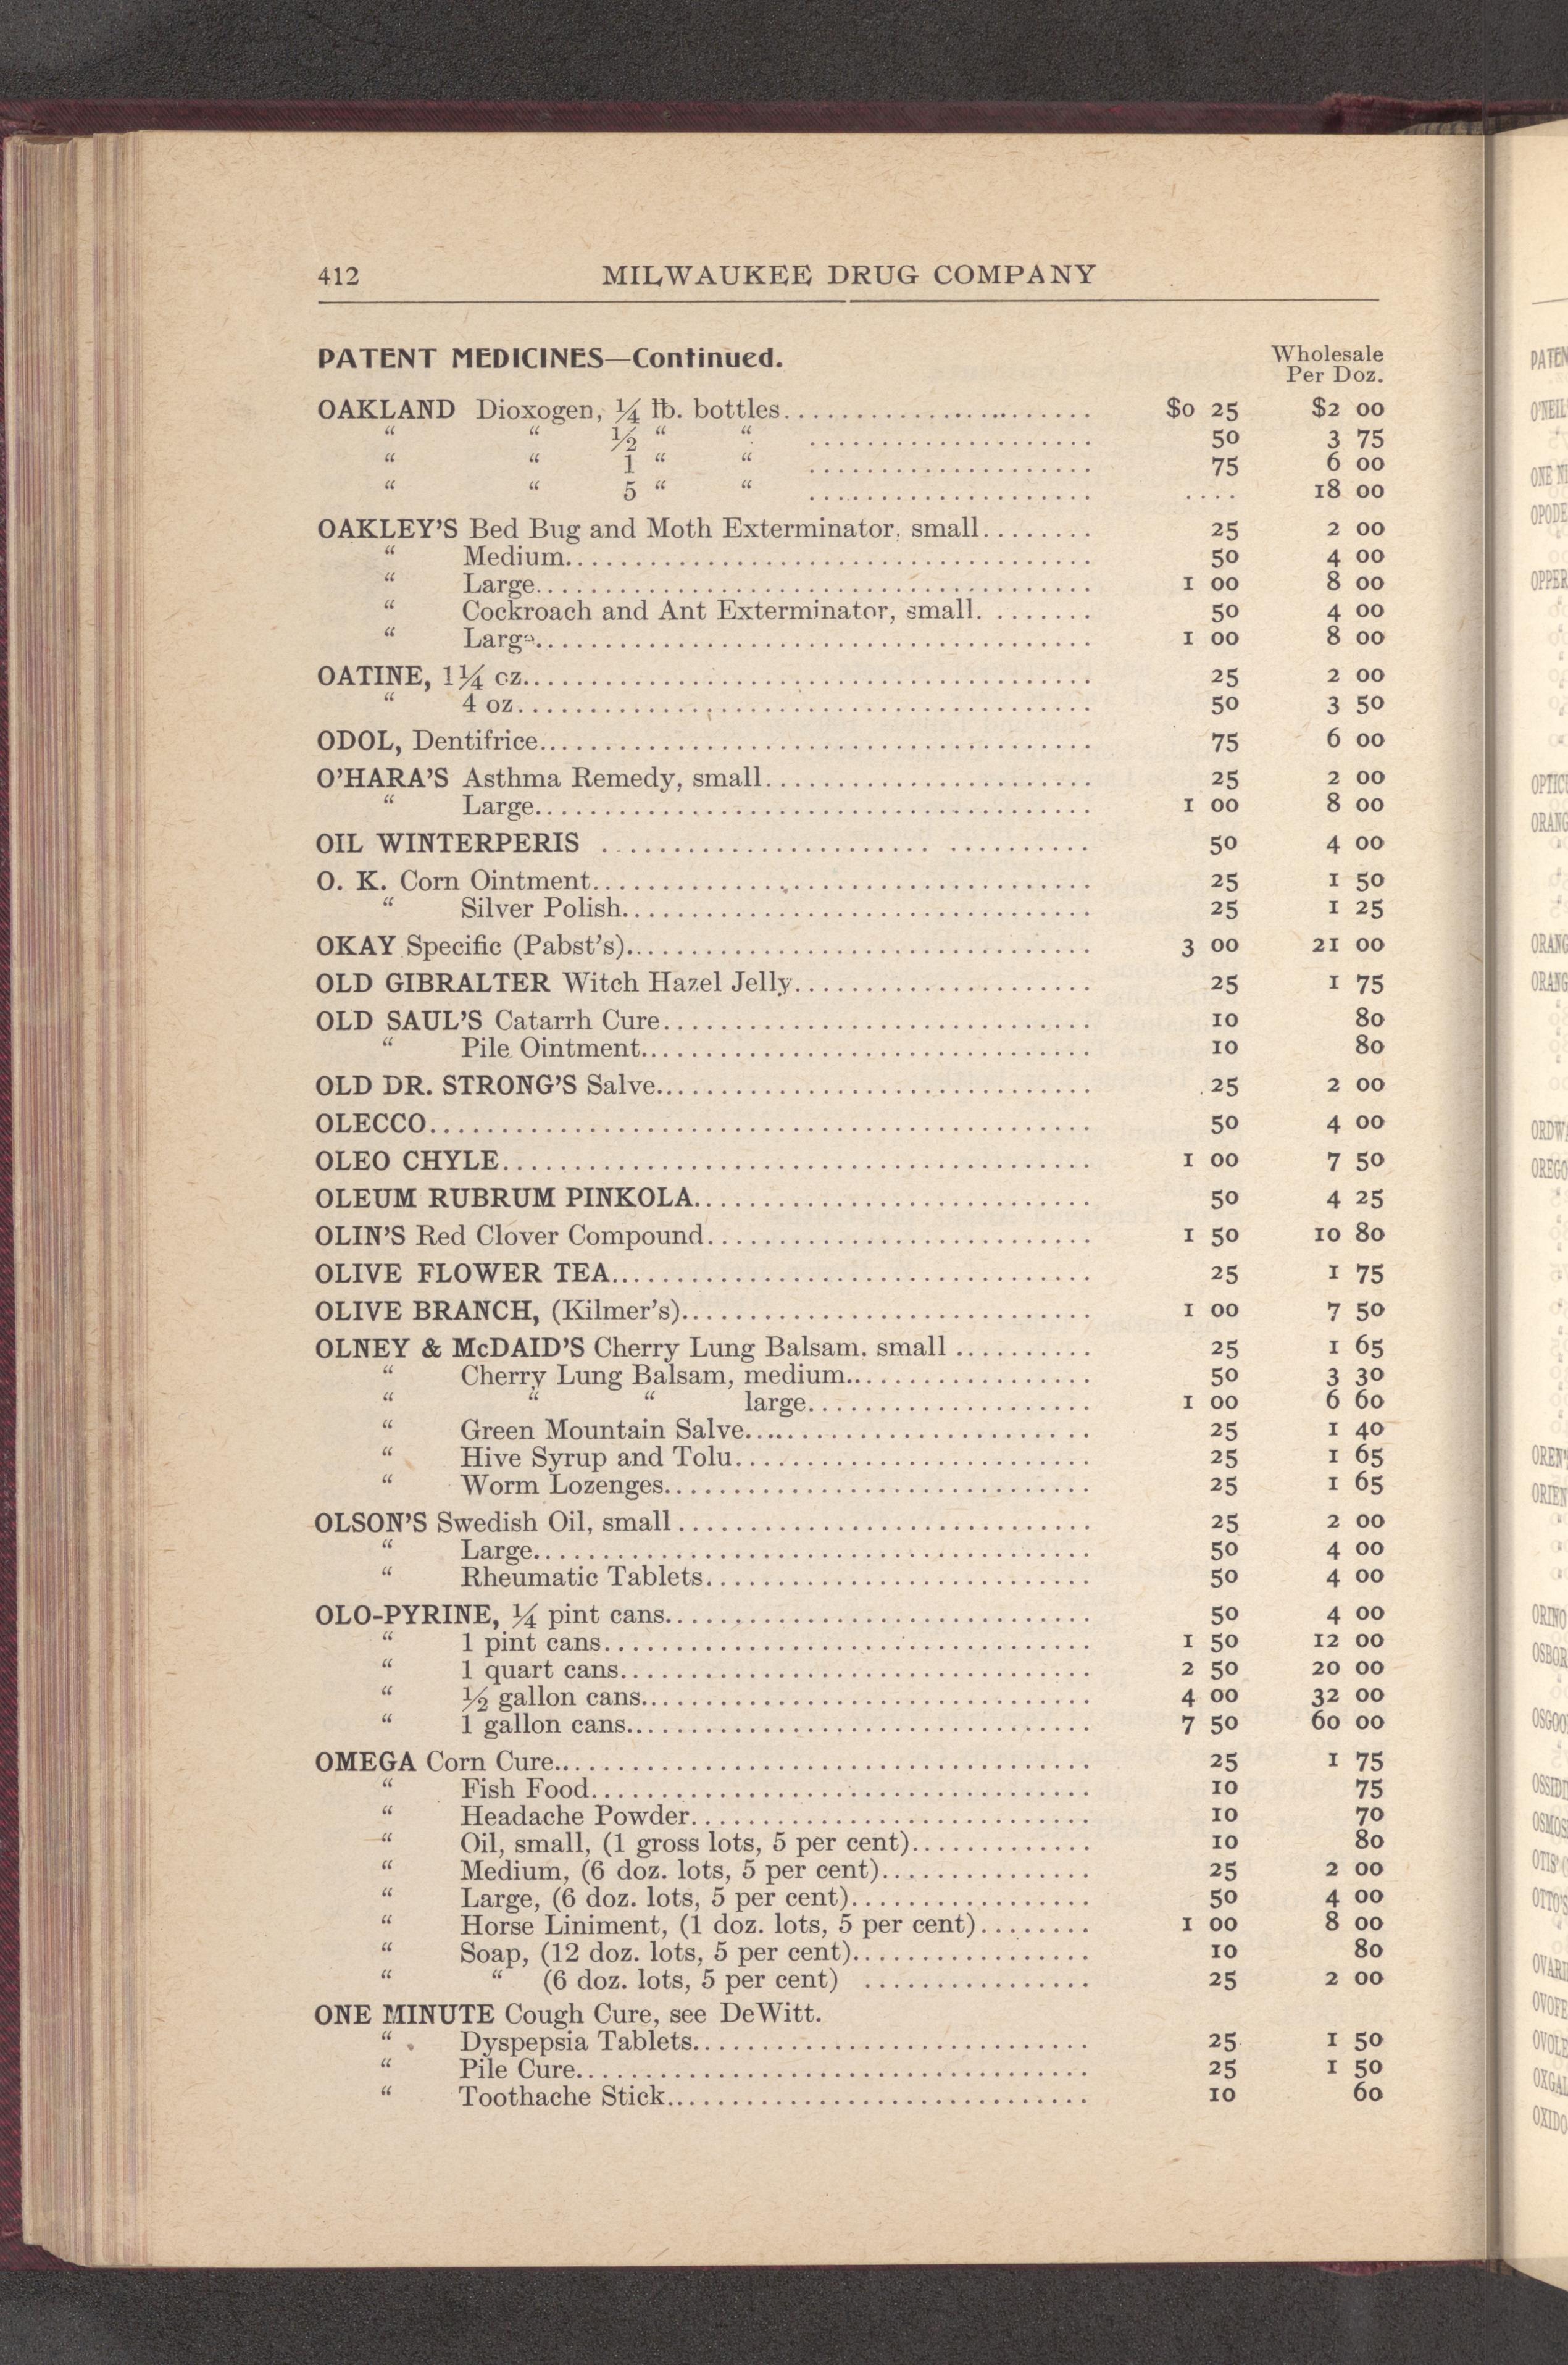 412 MILWAUKEE DRUG COMPANY
PATENT MEDICINES—Continued. Wholesale
Per Doz.
OAKLAND Dioxogen, ¼ lb. bottles........................ $0 25 $2 00
“ “ ½ “ “ ........................ 50 3 75
“ “ 1 “ “ ........................ 75 6 00
“ “ 5 “ “ ........................ .... 18 00
OAKLEY'S Bed Bug and Moth Exterminator, small........ 25 2 00
“ Medium........................ 50 4 00
“ Large........................ 1 00 8 00
“ Cockroach and Ant Exterminator, small........ 50 4 00
“ Large........................ 1 00 8 00
OATINE, 1¼ oz........................ 25 2 00
“ 4 oz........................ 50 3 50
ODOL, Dentifrice........................ 75 6 00
O'HARA'S Asthma Remedy, small........................ 25 2 00
“ Large........................ 1 00 8 00
OIL WINTERPERIS ........................ 50 4 00
O. K. Corn Ointment........................ 25 1 50
“ Silver Polish........................ 25 1 25
OKAY Specific (Pabst's)........................ 3 00 21 00
OLD GIBRALTER Witch Hazel Jelly........................ 25 1 75
OLD SAUL'S Catarrh Cure........................ 10 80
“ Pile Ointment........................ 10 80
OLD DR. STRONG'S Salve........................ 25 2 00
OLECCO........................ 50 4 00
OLEO CHYLE........................ 1 00 7 50
OLEUM RUBRUM PINKOLA........................ 50 4 25
OLIN'S Red Clover Compound........................ 1 50 10 80
OLIVE FLOWER TEA........................ 25 1 75
OLIVE BRANCH, (Kilmer's)........................ 1 00 7 50
OLNEY & McDAID'S Cherry Lung Balsam. small .......... 25 1 65
“ Cherry Lung Balsam, medium........................ 50 3 30
“ “ “ large........................ 1 00 6 60
“ Green Mountain Salve........................ 25 1 40
“ Hive Syrup and Tolu........................ 25 1 65
“ Worm Lozenges........................ 25 1 65
OLSON'S Swedish Oil, small........................ 25 2 00
“ Large........................ 50 4 00
“ Rheumatic Tablets........................ 50 4 00
OLO-PYRINE, ¼ pint cans........................ 50 4 00
“ 1 pint cans........................ 1 50 12 00
“ 1 quart cans........................ 2 50 20 00
“ ½ gallon cans........................ 4 00 32 00
“ 1 gallon cans........................ 7 50 60 00
OMEGA Corn Cure........................ 25 1 75
“ Fish Food........................ 10 75
“ Headache Powder........................ 10 70
“ Oil, small, (1 gross lots, 5 per cent).............. 10 80
“ Medium, (6 doz. lots, 5 per cent)................ 25 2 00
“ Large, (6 doz. lots, 5 per cent).................. 50 4 00
“ Horse Liniment, (1 doz. lots, 5 per cent)........ 1 00 8 00
“ Soap, (12 doz. lots, 5 per cent).................. 10 80
“ “ (6 doz. lots, 5 per cent) ................. 25 2 00
ONE MINUTE Cough Cure, see DeWitt.
“ Dyspepsia Tablets........................ 25 1 50
“ Pile Cure........................ 25 1 50
“ Toothache Stick........................ 10 60